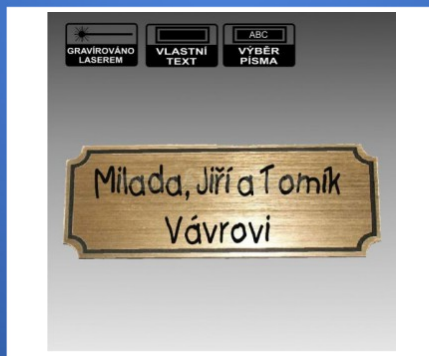 GRAVÍROVÁNO
LASEREM
VLASTNÍ
TEXT
ABC
VÝBĚR
PÍSMA
Milada, Jiří a Tomík
Vávrovi